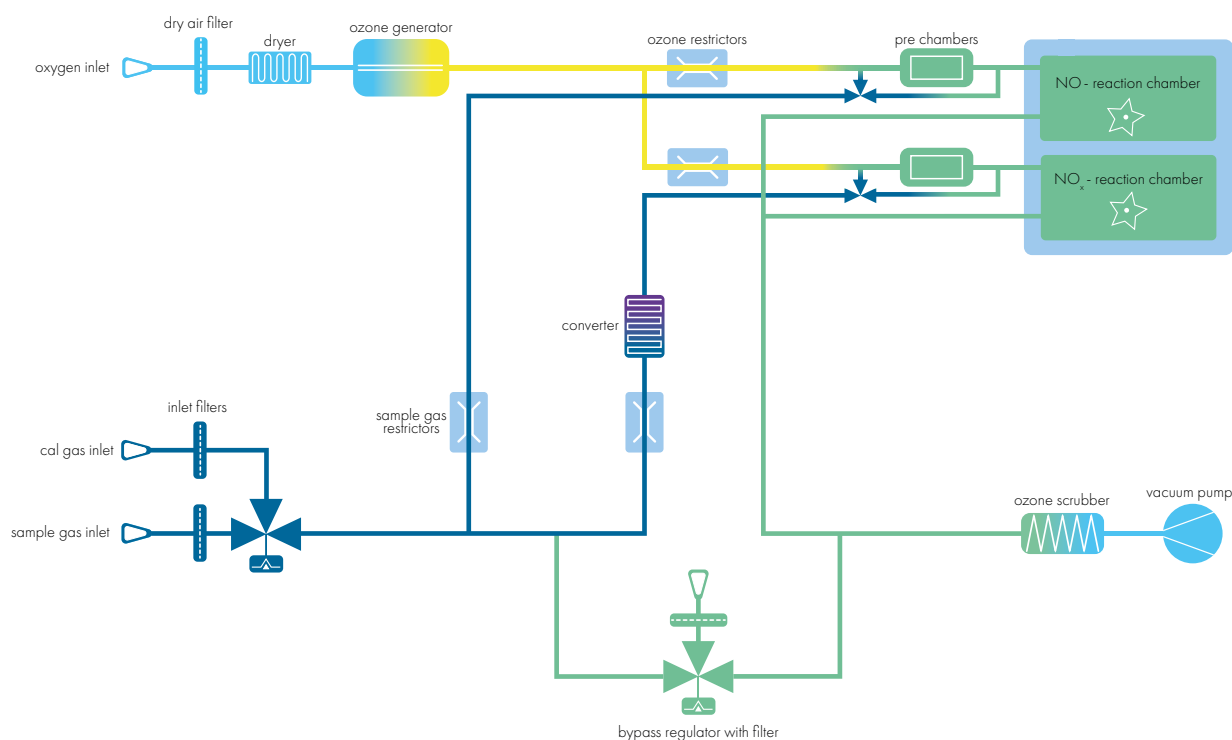 dry air filter
ozone generator
dryer
ozone restrictors
pre chambers
oxygen inlet
NO - reaction chamber
NOx - reaction chamber
converter
inlet filters
sample gas
restrictors
cal gas inlet
sample gas inlet
ozone scrubber
vacuum pump
bypass regulator with filter